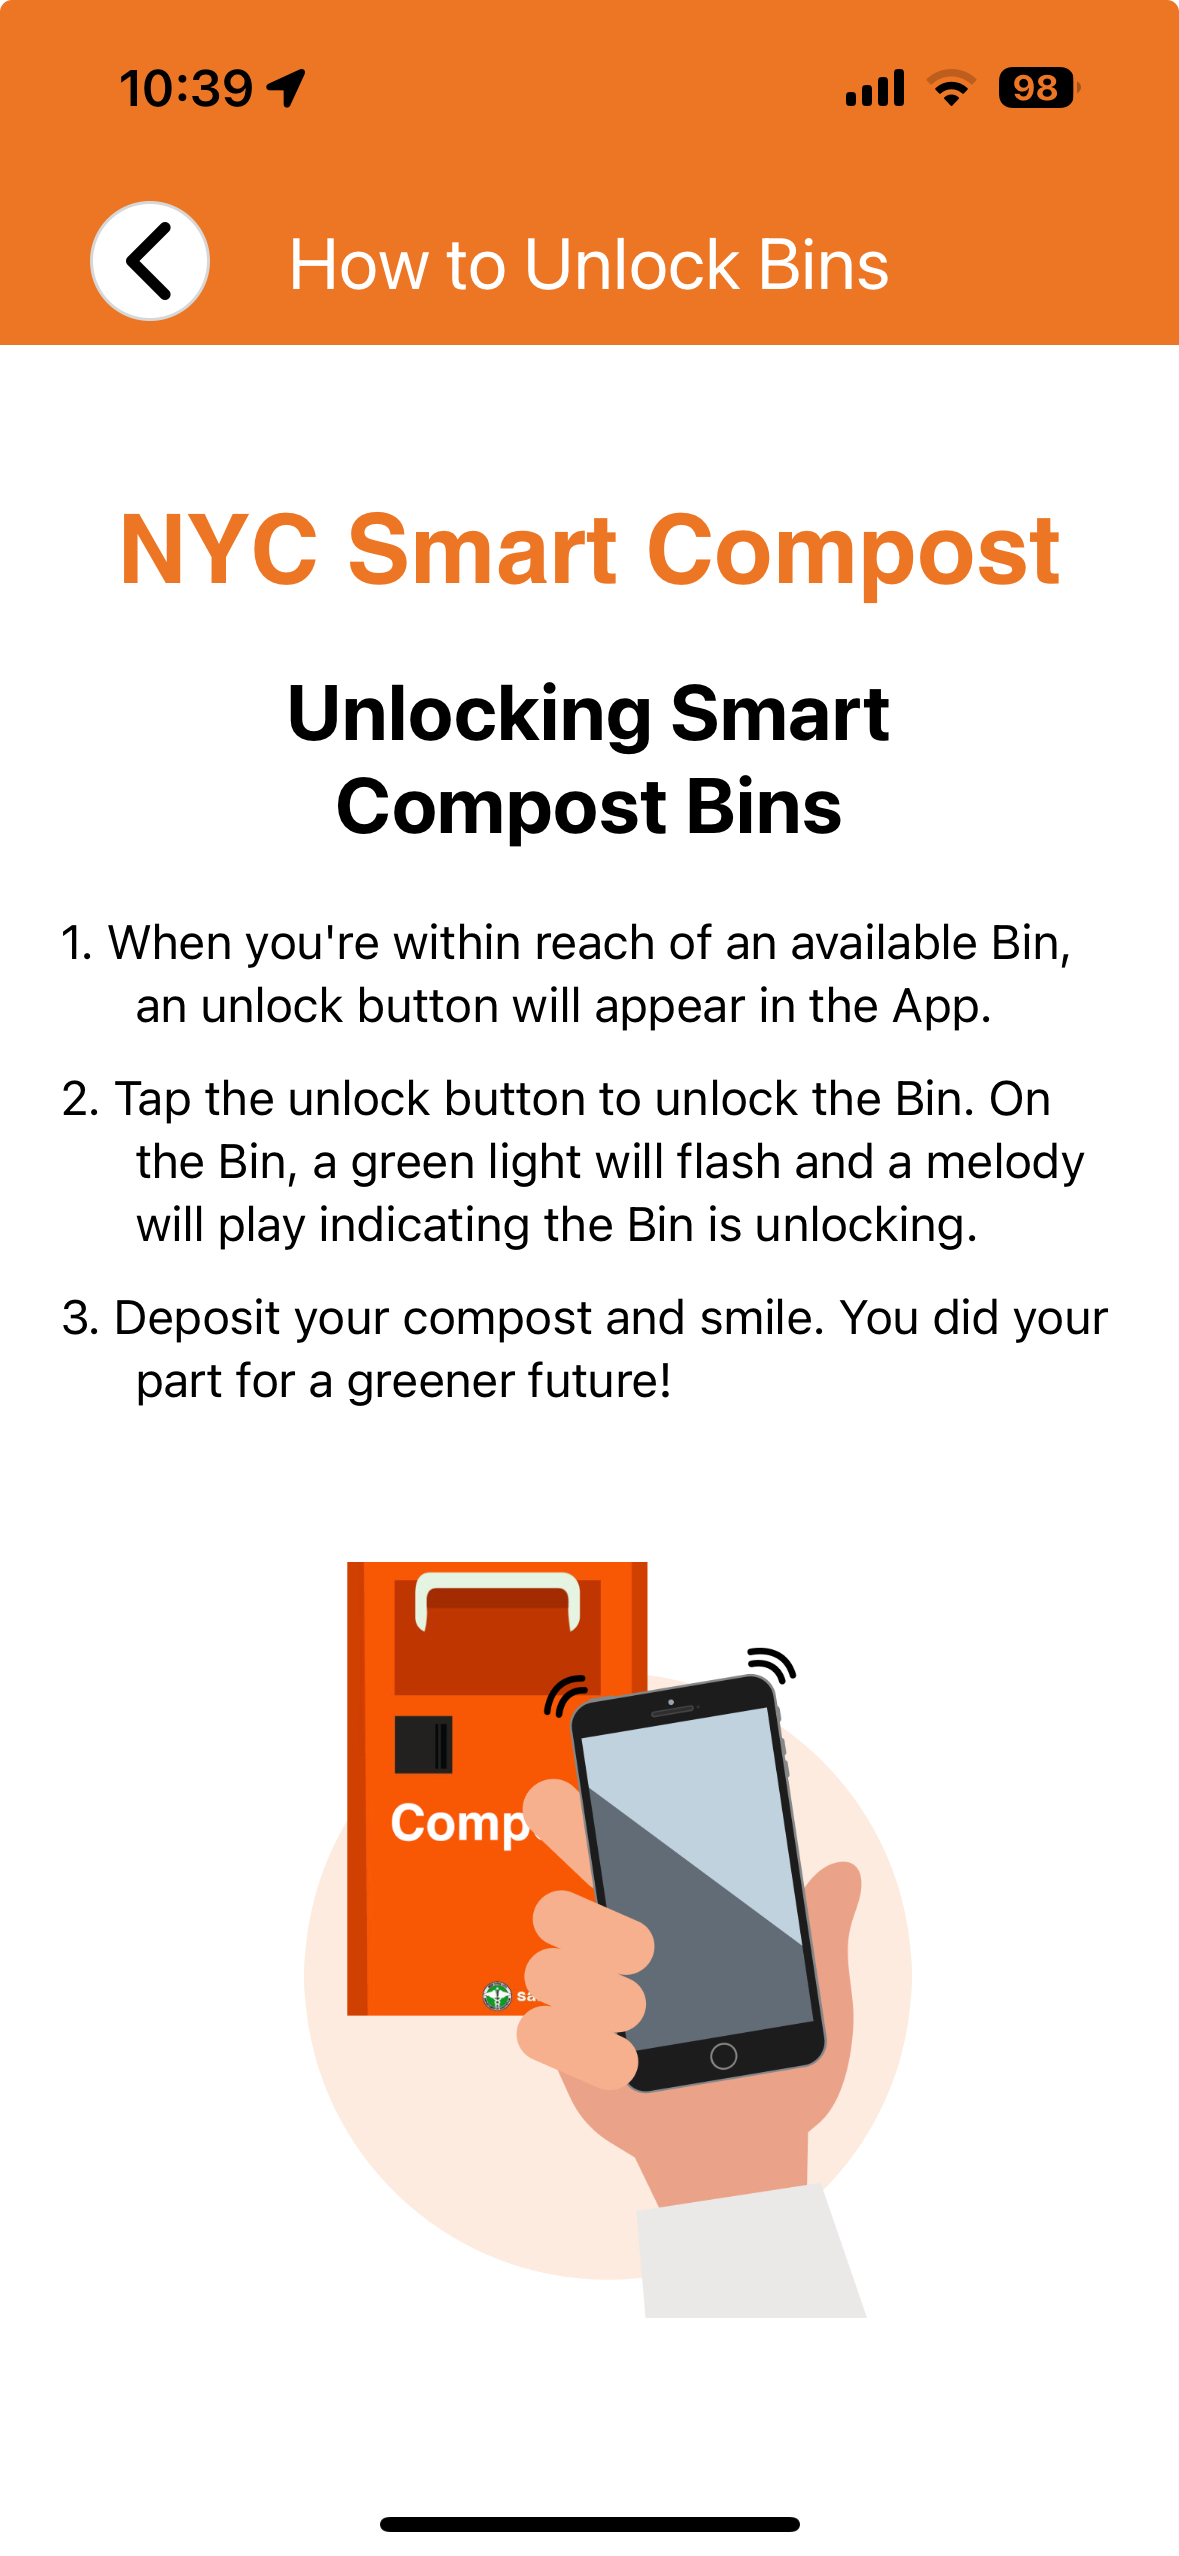 10:39
98
How to Unlock Bins
NYC Smart Compost
Unlocking Smart
Compost Bins
1. When you're within reach of an available Bin,
an unlock button will appear in the App.
2. Tap the unlock button to unlock the Bin. On
the Bin, a green light will flash and a melody
will play indicating the Bin is unlocking.
3. Deposit your compost and smile. You did your
part for a greener future!
Comp